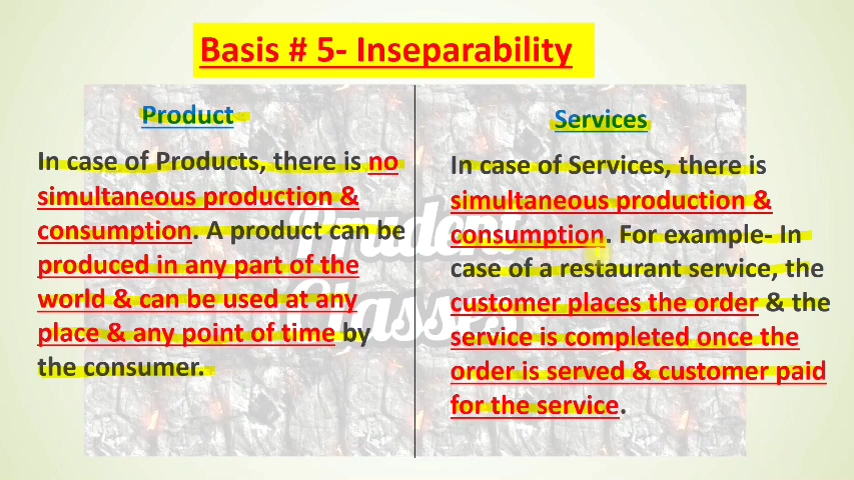 Basis # 5- Inseparability
Product
In case of Products, there is no
simultaneous production &
consumption. A product can be
produced in any part of the
world & can be used at any
place & any point of time by
the consumer.
Services
In case of Services, there is
simultaneous production &
consumption. For example- In
case of a restaurant service, the
customer places the order & the
service is completed once the
order is served & customer paid
for the service.
Prudent
Classes